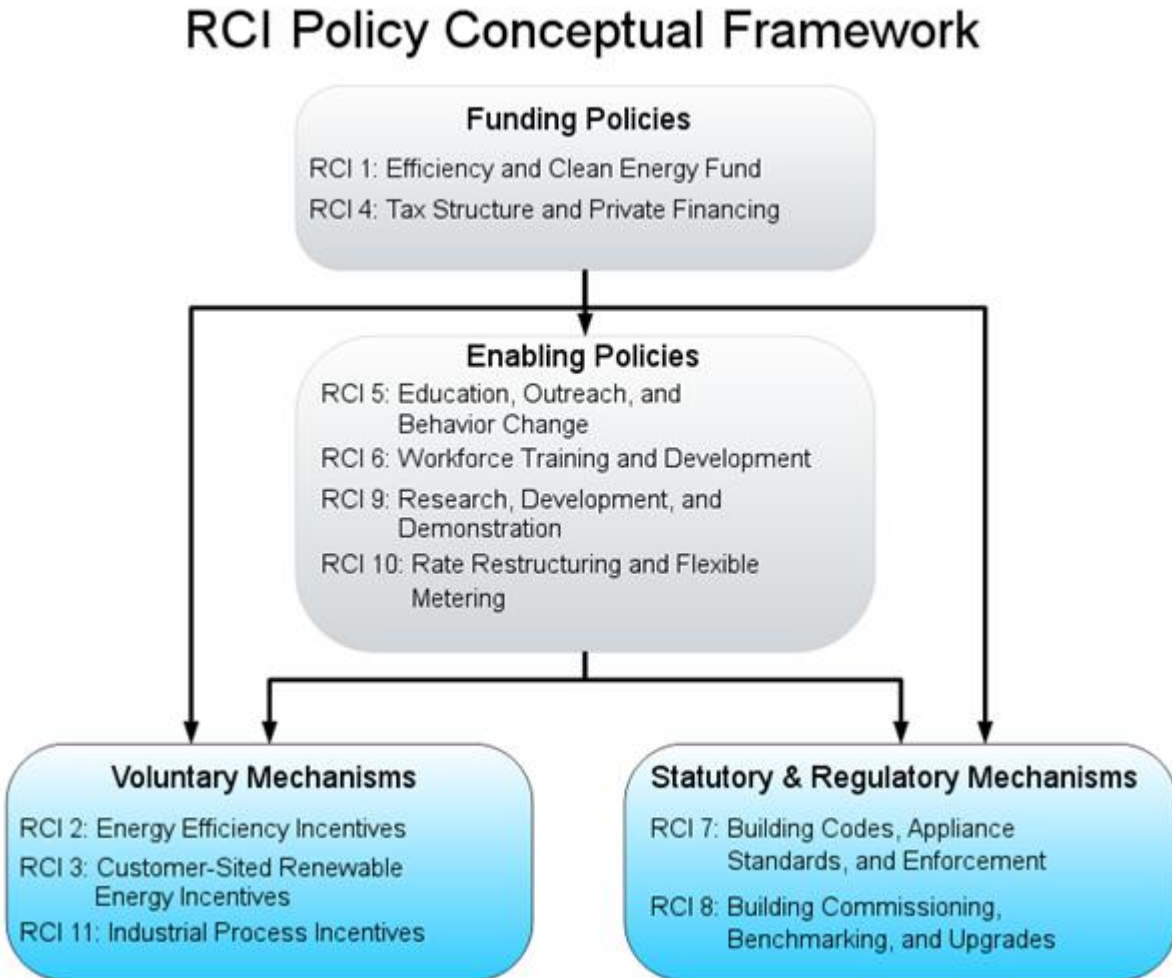 RCI Policy Conceptual Framework
Funding Policies
RCI 1: Efficiency and Clean Energy Fund
RCI 4: Tax Structure and Private Financing
Enabling Policies
RCI 5: Education, Outreach, and
Behavior Change
RCI 6: Workforce Training and Development
RCI 9: Research, Development, and
Demonstration
RCI 10: Rate Restructuring and Flexible
Metering
Voluntary Mechanisms
RCI 2: Energy Efficiency Incentives
RCI 3: Customer-Sited Renewable
Energy Incentives
RCI 11: Industrial Process Incentives
Statutory & Regulatory Mechanisms
RCI 7: Building Codes, Appliance
Standards, and Enforcement
RCI 8: Building Commissioning,
Benchmarking, and Upgrades